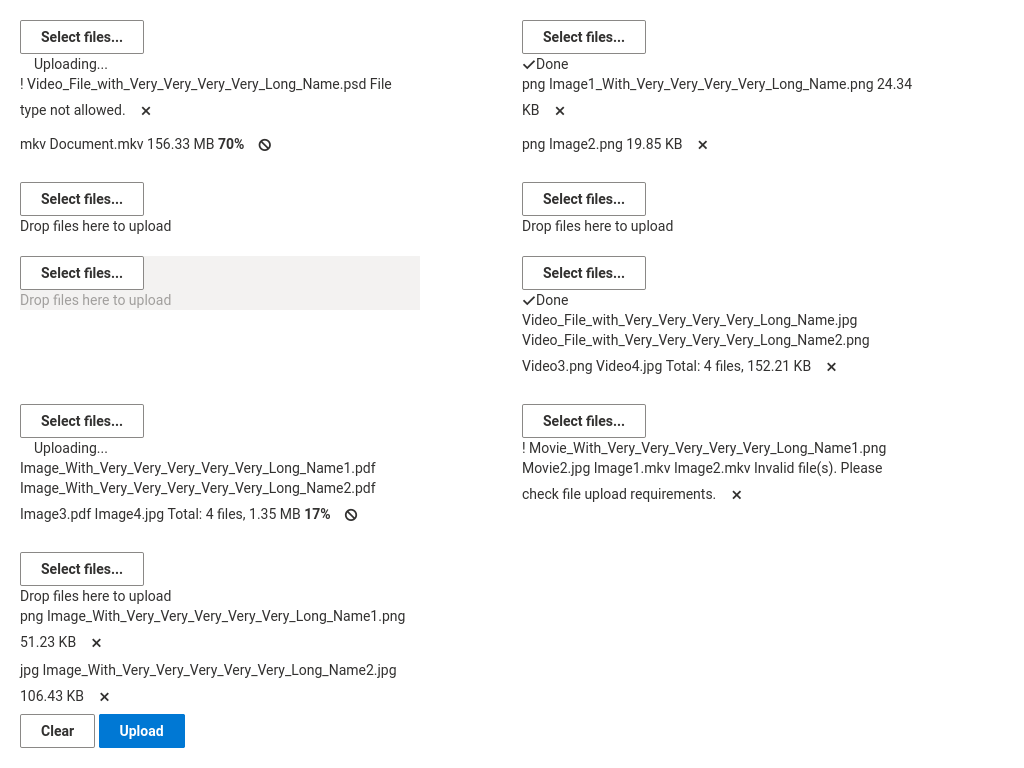 Select files...
Uploading...
! Video_File_with_Very_Very_Very_Very_Long_Name.psd File
type not allowed.
mkv Document.mkv 156.33 MB 70%
Select files...
Done
png Image1_With_Very_Very_Very_Very_Long_Name.png 24.34
KB
png Image2.png 19.85 KB
Select files...
Drop files here to upload
Select files...
Drop files here to upload
Select files...
Drop files here to upload
Select files...
Done
Video_File_with_Very_Very_Very_Very_Long_Name.jpg
Video_File_with_Very_Very_Very_Very_Long_Name2.png
Video3.png Video4.jpg Total: 4 files, 152.21 KB
Select files...
Uploading...
Image_With_Very_Very_Very_Very_Very_Long_Name1.pdf
Image_With_Very_Very_Very_Very_Very_Long_Name2.pdf
Image3.pdf Image4.jpg Total: 4 files, 1.35 MB 17%
Select files...
! Movie_With_Very_Very_Very_Very_Very_Long_Name1.png
Movie2.jpg Image1.mkv Image2.mkv Invalid file(s). Please
check file upload requirements.
Select files...
Drop files here to upload
png Image_With_Very_Very_Very_Very_Very_Long_Name1.png
51.23 KB
jpg Image_With_Very_Very_Very_Very_Very_Long_Name2.jpg
106.43 KB
Clear
Upload